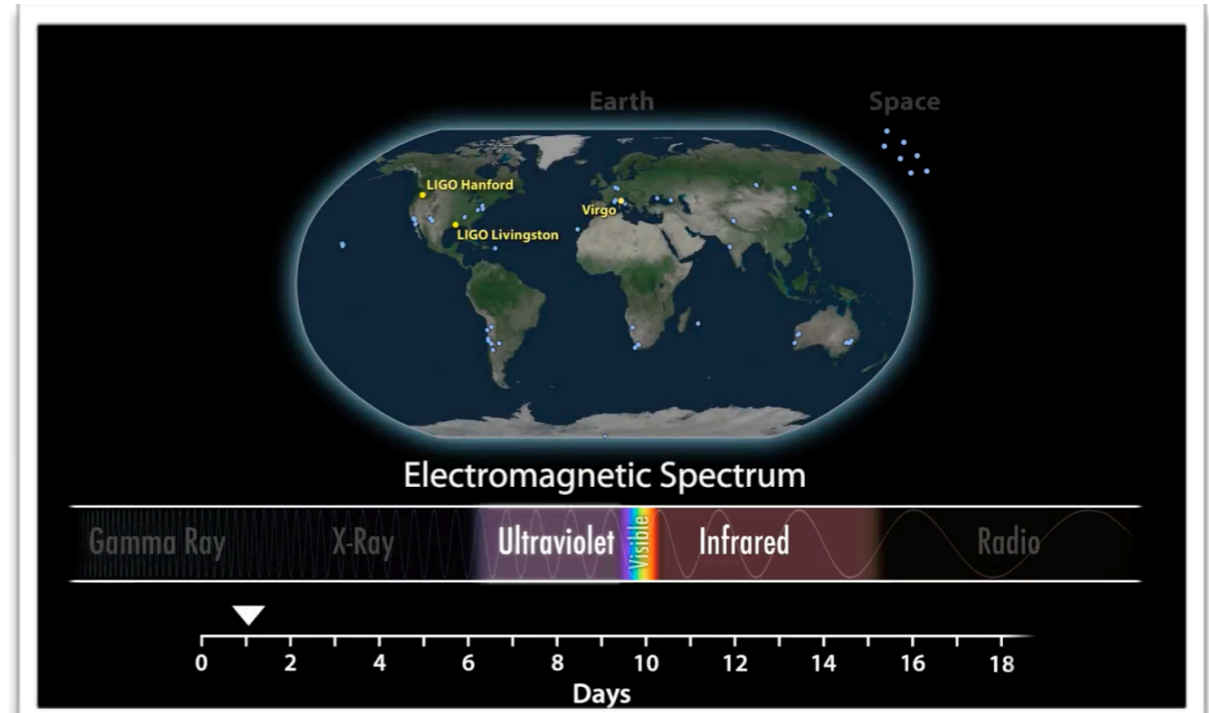 Earth Space
LIGO Hanford
Virgo
LIGO Livingston
Electromagnetic Spectrum
Gamma Ray X-Ray Ultraviolet Visible Infrared Radio
0 2 4 6 8 10 12 14 16 18
Days